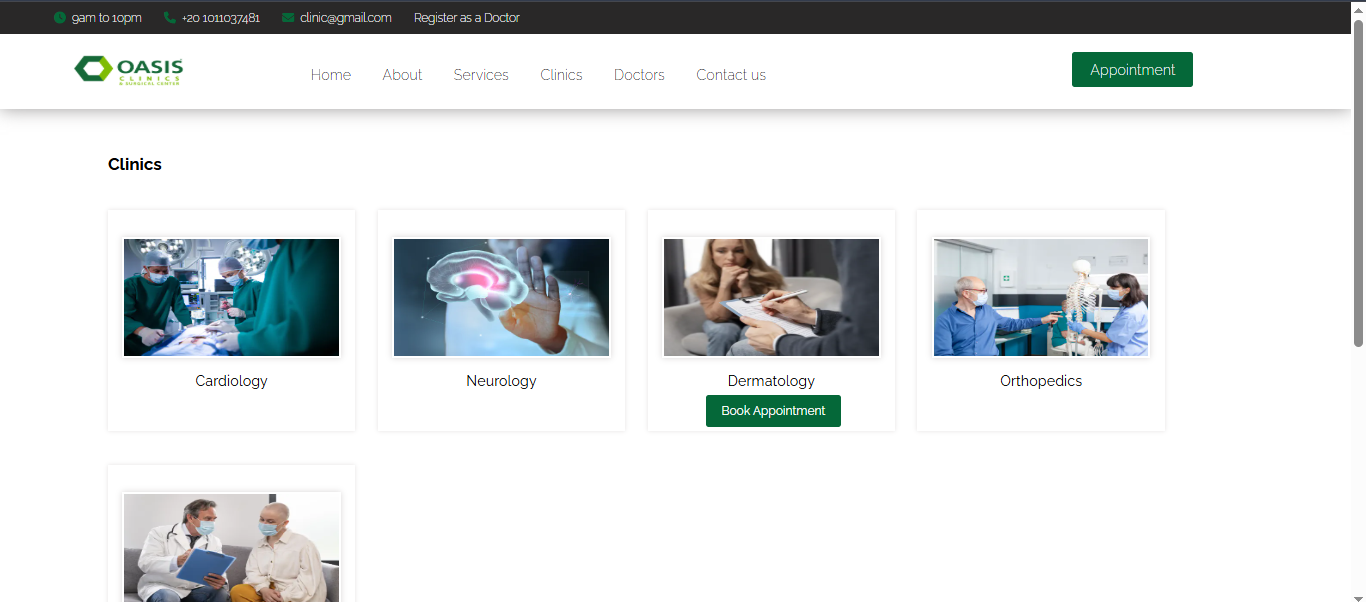 9am to 10pm +20 1011037481 clinic@gmail.com Register as a Doctor
OASIS
CLINICS
& SURGICAL CENTER
Home About Services Clinics Doctors Contact us
Appointment
Clinics
Cardiology Neurology Dermatology Orthopedics
Book Appointment